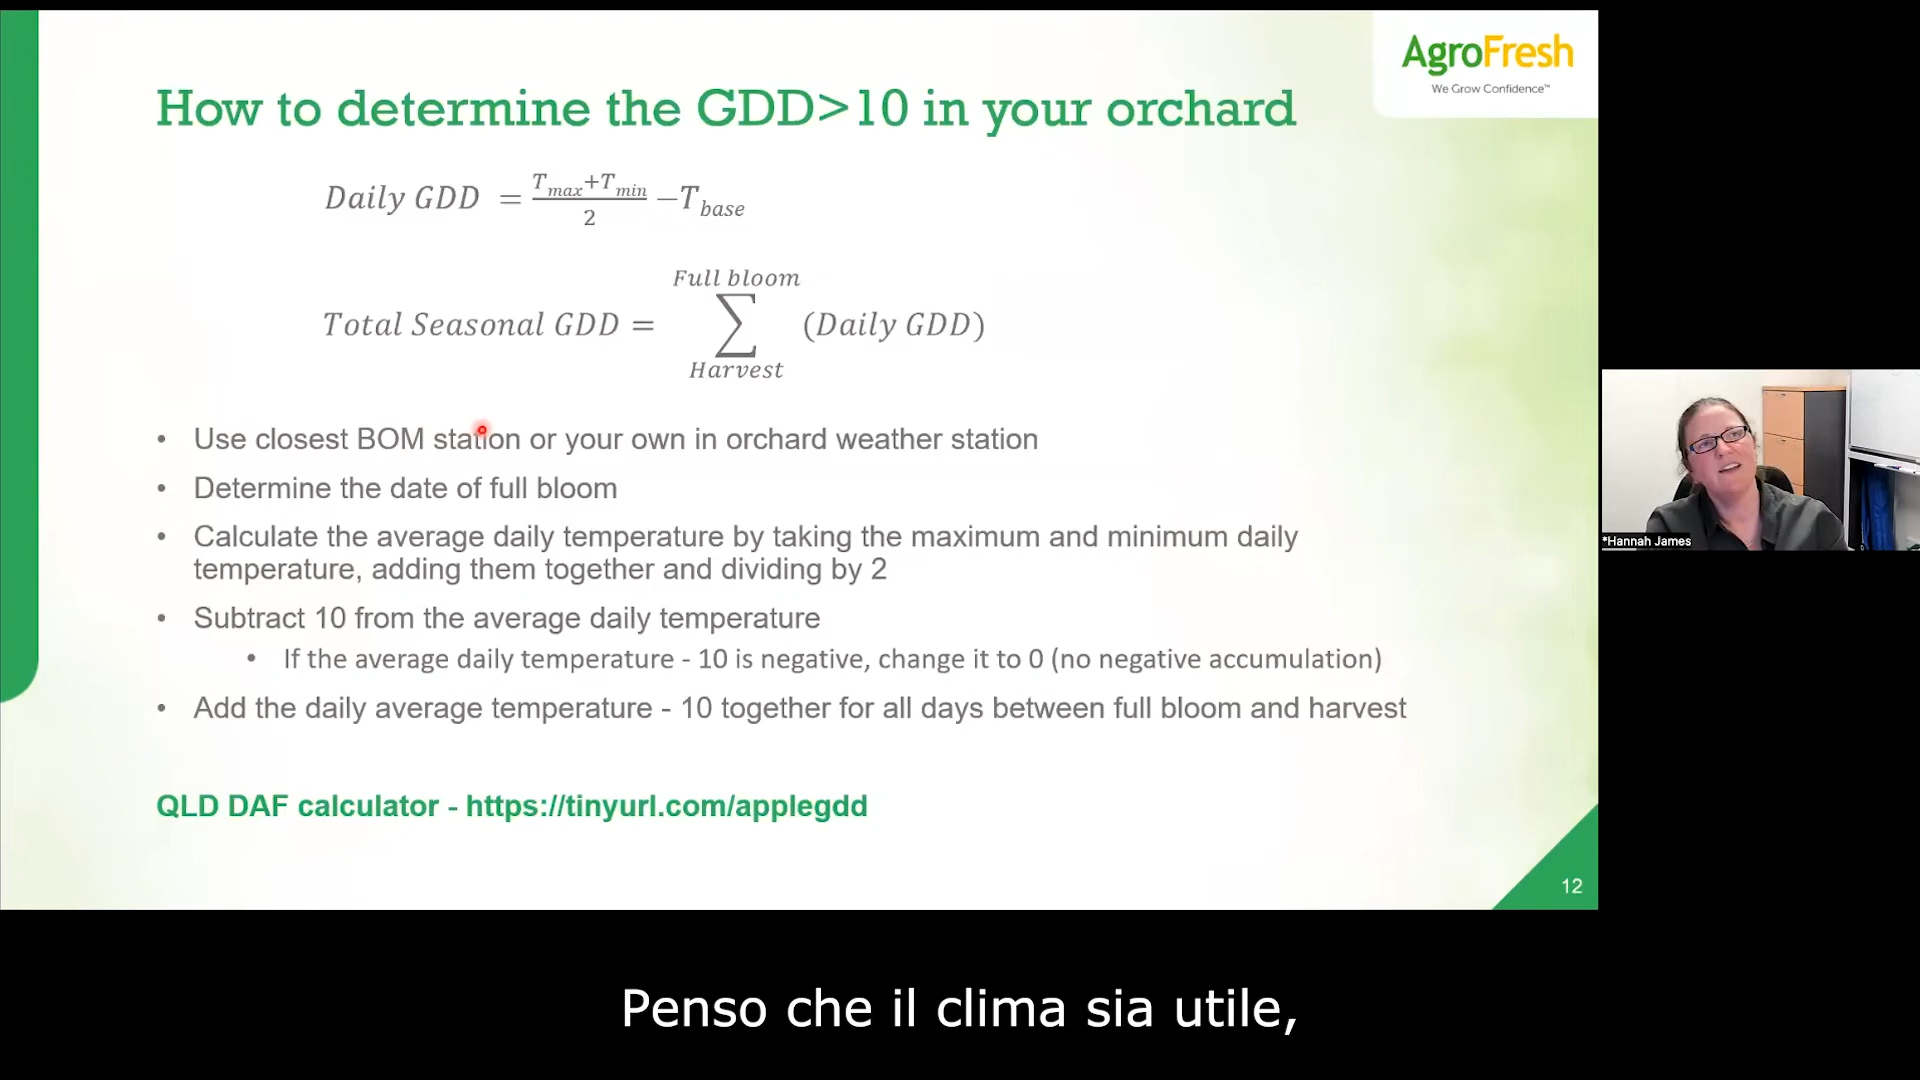 AgroFresh
We Grow Confidence™
How to determine the GDD>10 in your orchard
Daily GDD = (T_max+T_min)/2 − T_base
Full bloom
Total Seasonal GDD = ∑ (Daily GDD)
Harvest
• Use closest BOM station or your own in orchard weather station
• Determine the date of full bloom
• Calculate the average daily temperature by taking the maximum and minimum daily
temperature, adding them together and dividing by 2
• Subtract 10 from the average daily temperature
• If the average daily temperature - 10 is negative, change it to 0 (no negative accumulation)
• Add the daily average temperature - 10 together for all days between full bloom and harvest
QLD DAF calculator - https://tinyurl.com/applegdd
12
*Hannah James
Penso che il clima sia utile,